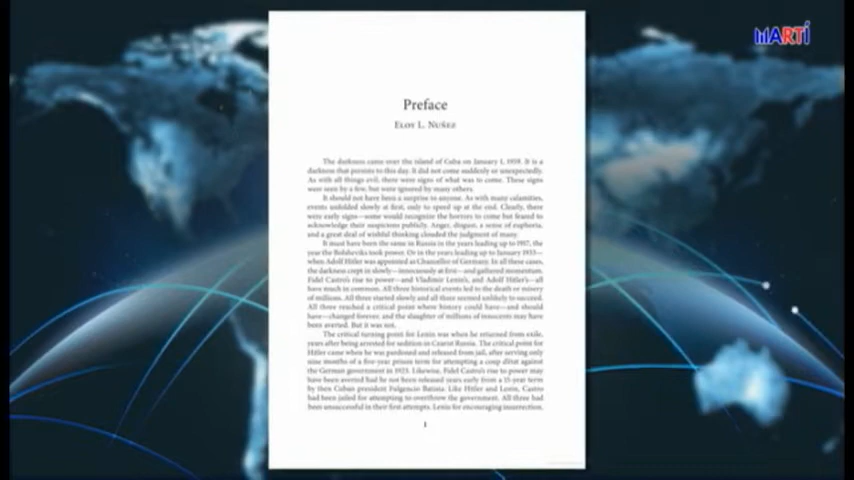 MARTÍ
Preface
ELOY L. NUÑEZ
The darkness came over the island of Cuba on January 1, 1959. It is a
darkness that persists to this day. It did not come suddenly or unexpectedly.
As with all things evil, there were signs of what was to come. These signs
were seen by a few, but were ignored by many others.
It should not have been a surprise to anyone. As with many calamities,
events unfolded slowly at first, only to speed up at the end. Clearly, there
were early signs—some would recognize the horrors to come but feared to
acknowledge their suspicions publicly. Anger, disgust, a sense of euphoria,
and a great deal of wishful thinking clouded the judgment of many.
It must have been the same in Russia in the years leading up to 1917, the
year the Bolsheviks took power. Or in the years leading up to January 1933—
when Adolf Hitler was appointed as Chancellor of Germany. In all these cases,
the darkness crept in slowly—innocuously at first—and gathered momentum.
Fidel Castro's rise to power—and Vladimir Lenin's, and Adolf Hitler's—all
have much in common. All three historical events led to the death or misery
of millions. All three started slowly and all three seemed unlikely to succeed.
All three reached a critical point where history could have—and should
have—changed forever, and the slaughter of millions of innocents may have
been averted. But it was not.
The critical turning point for Lenin was when he returned from exile,
years after being arrested for sedition in Czarist Russia. The critical point for
Hitler came when he was pardoned and released from jail, after serving only
nine months of a five-year prison term for attempting a coup d'état against
the German government in 1923. Likewise, Fidel Castro's rise to power may
have been averted had he not been released years early from a 15-year term
by then Cuban president Fulgencio Batista. Like Hitler and Lenin, Castro
had been jailed for attempting to overthrow the government. All three had
been unsuccessful in their first attempts. Lenin for encouraging insurrection,
1